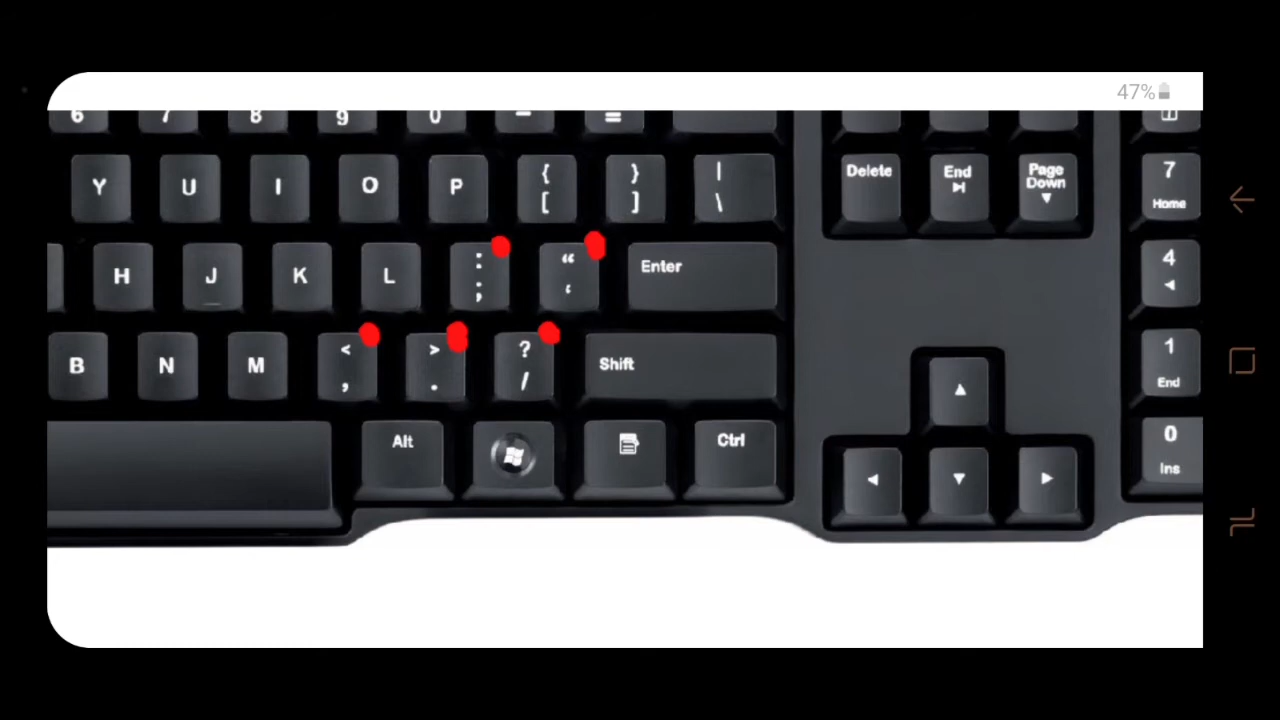 47%
6 7 8 9 0 − =
Y U I O P { [ } ] | \ Delete End Page Down 7 Home
H J K L : ; “ ‘ Enter 4
B N M < , > . ? / Shift 1 End
Alt Ctrl 0 Ins